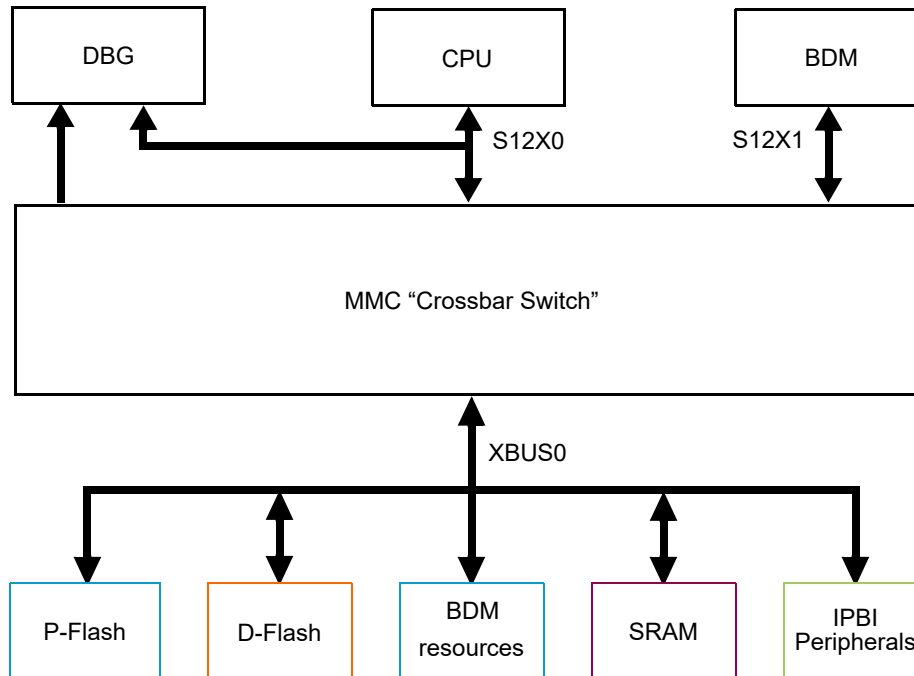 DBG
CPU
BDM
S12X0
S12X1
MMC “Crossbar Switch”
XBUS0
P-Flash
D-Flash
BDM
resources
SRAM
IPBI
Peripherals